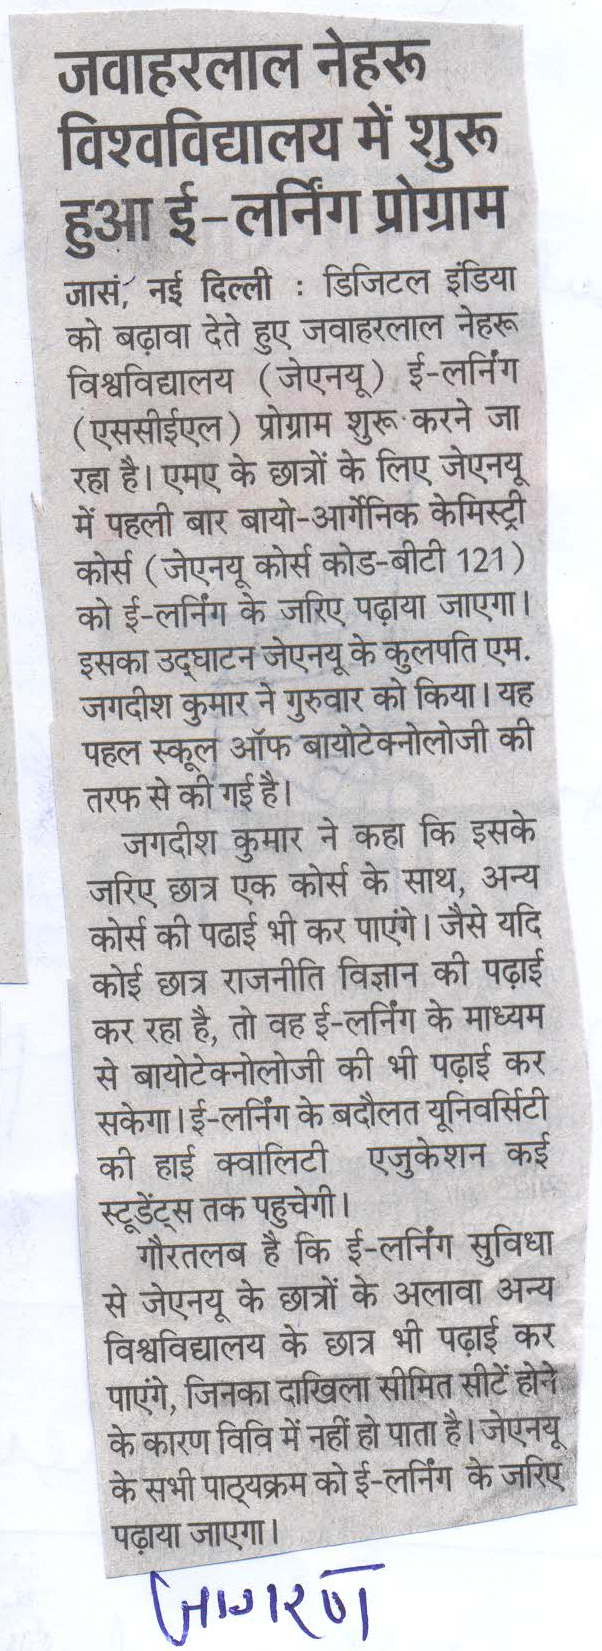 जवाहरलाल नेहरू
विश्वविद्यालय में शुरू
हुआ ई-लर्निंग प्रोग्राम
जासं, नई दिल्ली : डिजिटल इंडिया
को बढ़ावा देते हुए जवाहरलाल नेहरू
विश्वविद्यालय (जेएनयू) ई-लर्निंग
(एससीईएल) प्रोग्राम शुरू करने जा
रहा है। एमए के छात्रों के लिए जेएनयू
में पहली बार बायो-आर्गेनिक केमिस्ट्री
कोर्स (जेएनयू कोर्स कोड-बीटी 121)
को ई-लर्निंग के जरिए पढ़ाया जाएगा।
इसका उद्घाटन जेएनयू के कुलपति एम.
जगदीश कुमार ने गुरुवार को किया। यह
पहल स्कूल ऑफ बायोटेक्नोलोजी की
तरफ से की गई है।
जगदीश कुमार ने कहा कि इसके
जरिए छात्र एक कोर्स के साथ, अन्य
कोर्स की पढाई भी कर पाएंगे। जैसे यदि
कोई छात्र राजनीति विज्ञान की पढ़ाई
कर रहा है, तो वह ई-लर्निंग के माध्यम
से बायोटेक्नोलोजी की भी पढ़ाई कर
सकेगा। ई-लर्निंग के बदौलत यूनिवर्सिटी
की हाई क्वालिटी एजुकेशन कई
स्टूडेंट्स तक पहुचेगी।
गौरतलब है कि ई-लर्निंग सुविधा
से जेएनयू के छात्रों के अलावा अन्य
विश्वविद्यालय के छात्र भी पढ़ाई कर
पाएंगे, जिनका दाखिला सीमित सीटें होने
के कारण विवि में नहीं हो पाता है। जेएनयू
के सभी पाठ्यक्रम को ई-लर्निंग के जरिए
पढ़ाया जाएगा।
जागरण